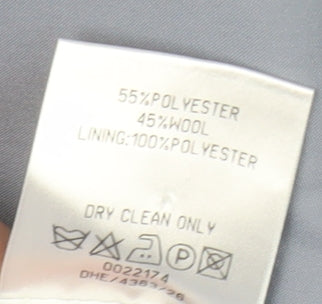 55%POLYESTER
45%WOOL
LINING:100%POLYESTER
DRY CLEAN ONLY
P
0022174